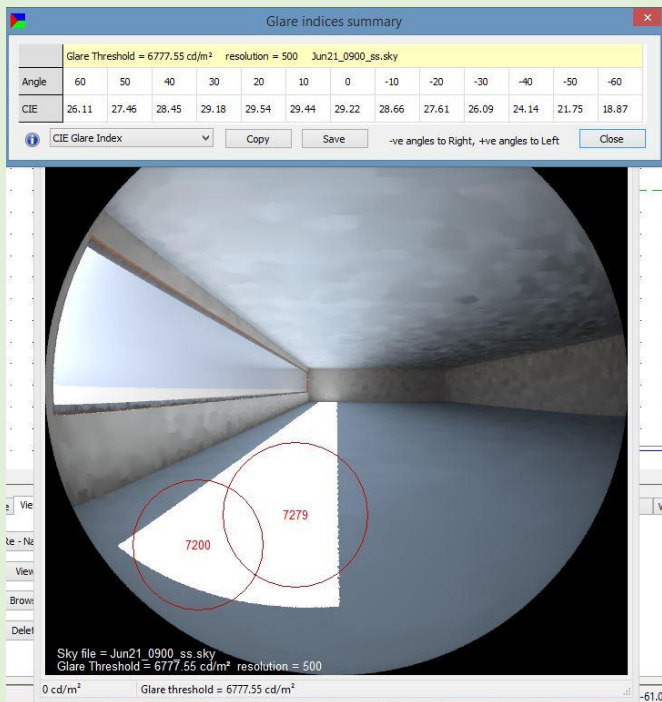 Glare indices summary
Glare Threshold = 6777.55 cd/m² resolution = 500 Jun21_0900_ss.sky
Angle 60 50 40 30 20 10 0 -10 -20 -30 -40 -50 -60
CIE 26.11 27.46 28.45 29.18 29.54 29.44 29.22 28.66 27.61 26.09 24.14 21.75 18.87
CIE Glare Index Copy Save -ve angles to Right, +ve angles to Left Close
7279
7200
View
Sky file = Jun21_0900_ss.sky
Glare Threshold = 6777.55 cd/m² resolution = 500
0 cd/m² Glare threshold = 6777.55 cd/m²